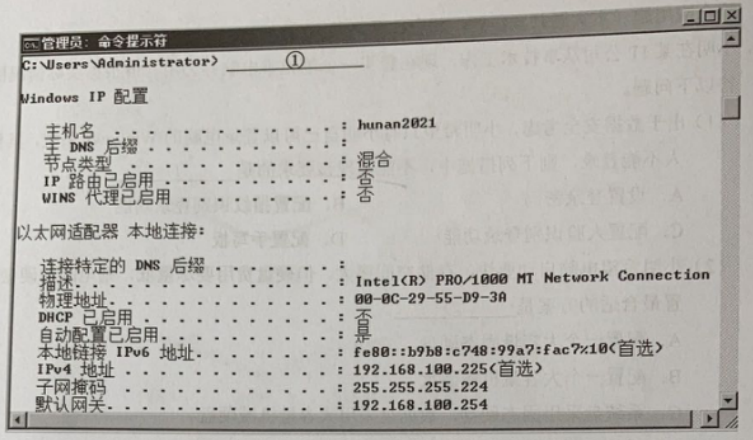 管理员: 命令提示符
C:\Users\Administrator> ①
Windows IP 配置
主机名 . . . . . . . . . . . . . : hunan2021
主 DNS 后缀 . . . . . . . . . . . :
节点类型 . . . . . . . . . . . . : 混合
IP 路由已启用 . . . . . . . . . . : 否
WINS 代理已启用 . . . . . . . . . : 否
以太网适配器 本地连接:
连接特定的 DNS 后缀 . . . . . . . :
描述. . . . . . . . . . . . . . . : Intel(R) PRO/1000 MT Network Connection
物理地址. . . . . . . . . . . . . : 00-0C-29-55-D9-3A
DHCP 已启用 . . . . . . . . . . . : 否
自动配置已启用. . . . . . . . . . : 是
本地链接 IPv6 地址. . . . . . . . : fe80::b9b8:c748:99a7:fac7%10(首选)
IPv4 地址 . . . . . . . . . . . . : 192.168.100.225(首选)
子网掩码 . . . . . . . . . . . . : 255.255.255.224
默认网关. . . . . . . . . . . . . : 192.168.100.254